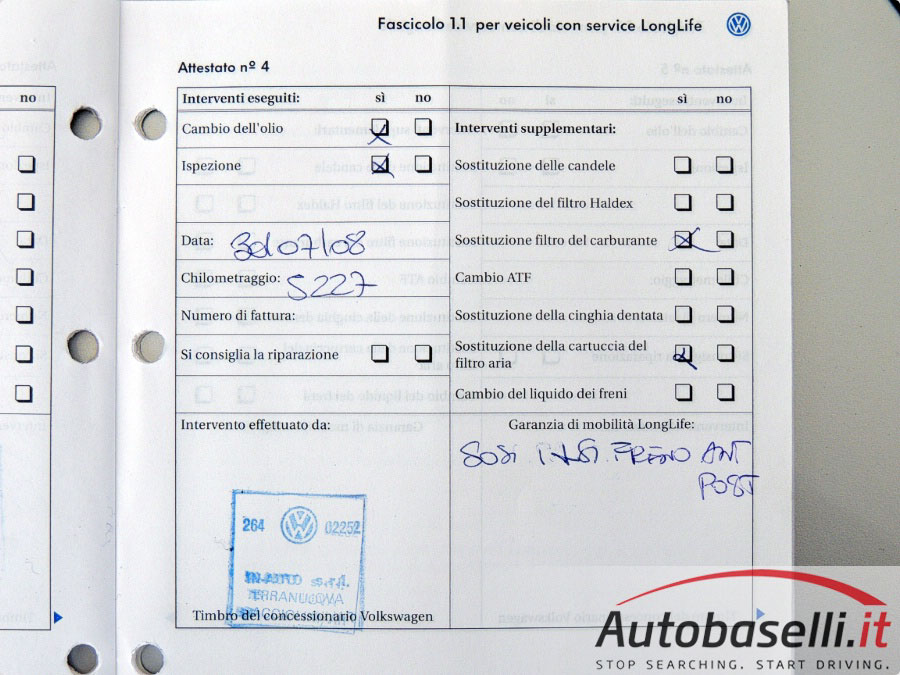 Fascicolo 1.1 per veicoli con service LongLife
Attestato nº 4
no
Interventi eseguiti: sì no
sì no
Cambio dell'olio
Interventi supplementari:
Ispezione
Sostituzione delle candele
Sostituzione del filtro Haldex
Data: 30/07/08
Sostituzione filtro del carburante
Chilometraggio: 5227
Cambio ATF
Numero di fattura:
Sostituzione della cinghia dentata
Si consiglia la riparazione
Sostituzione della cartuccia del
filtro aria
Cambio del liquido dei freni
Intervento effettuato da:
Garanzia di mobilità LongLife:
SOST FRENO ANT
POST
264 02252
IN-AUTO s.r.l.
TERRANUOVA
Timbro del concessionario Volkswagen
Autobaselli.it
STOP SEARCHING. START DRIVING.